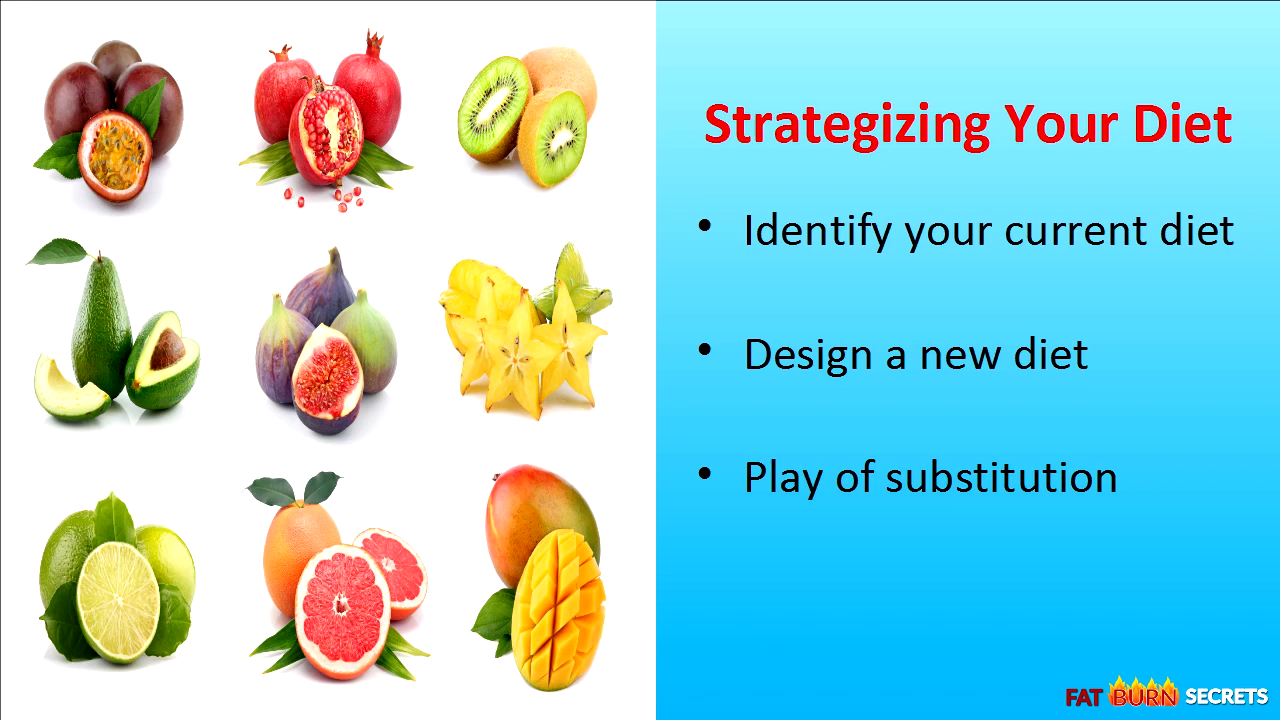 Strategizing Your Diet
• Identify your current diet
• Design a new diet
• Play of substitution
FAT BURN SECRETS